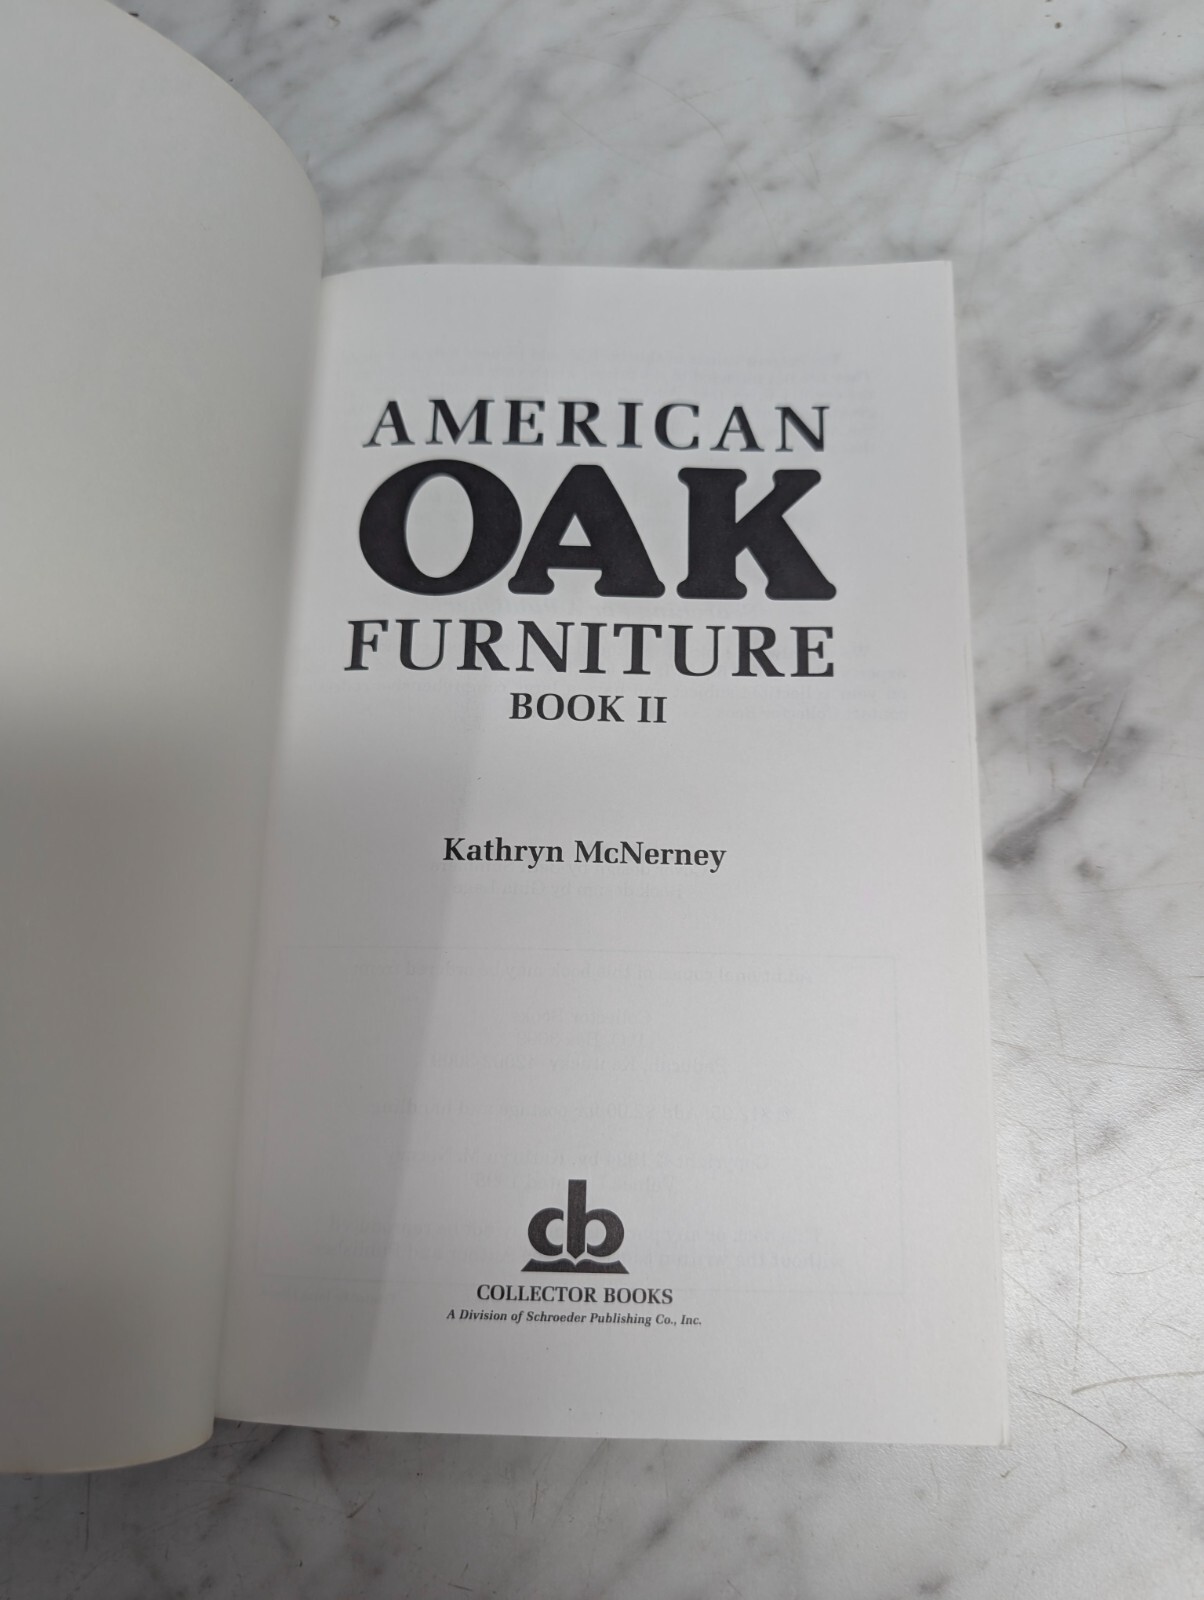 AMERICAN
OAK
FURNITURE
BOOK II
Kathryn McNerney
cb
COLLECTOR BOOKS
A Division of Schroeder Publishing Co., Inc.